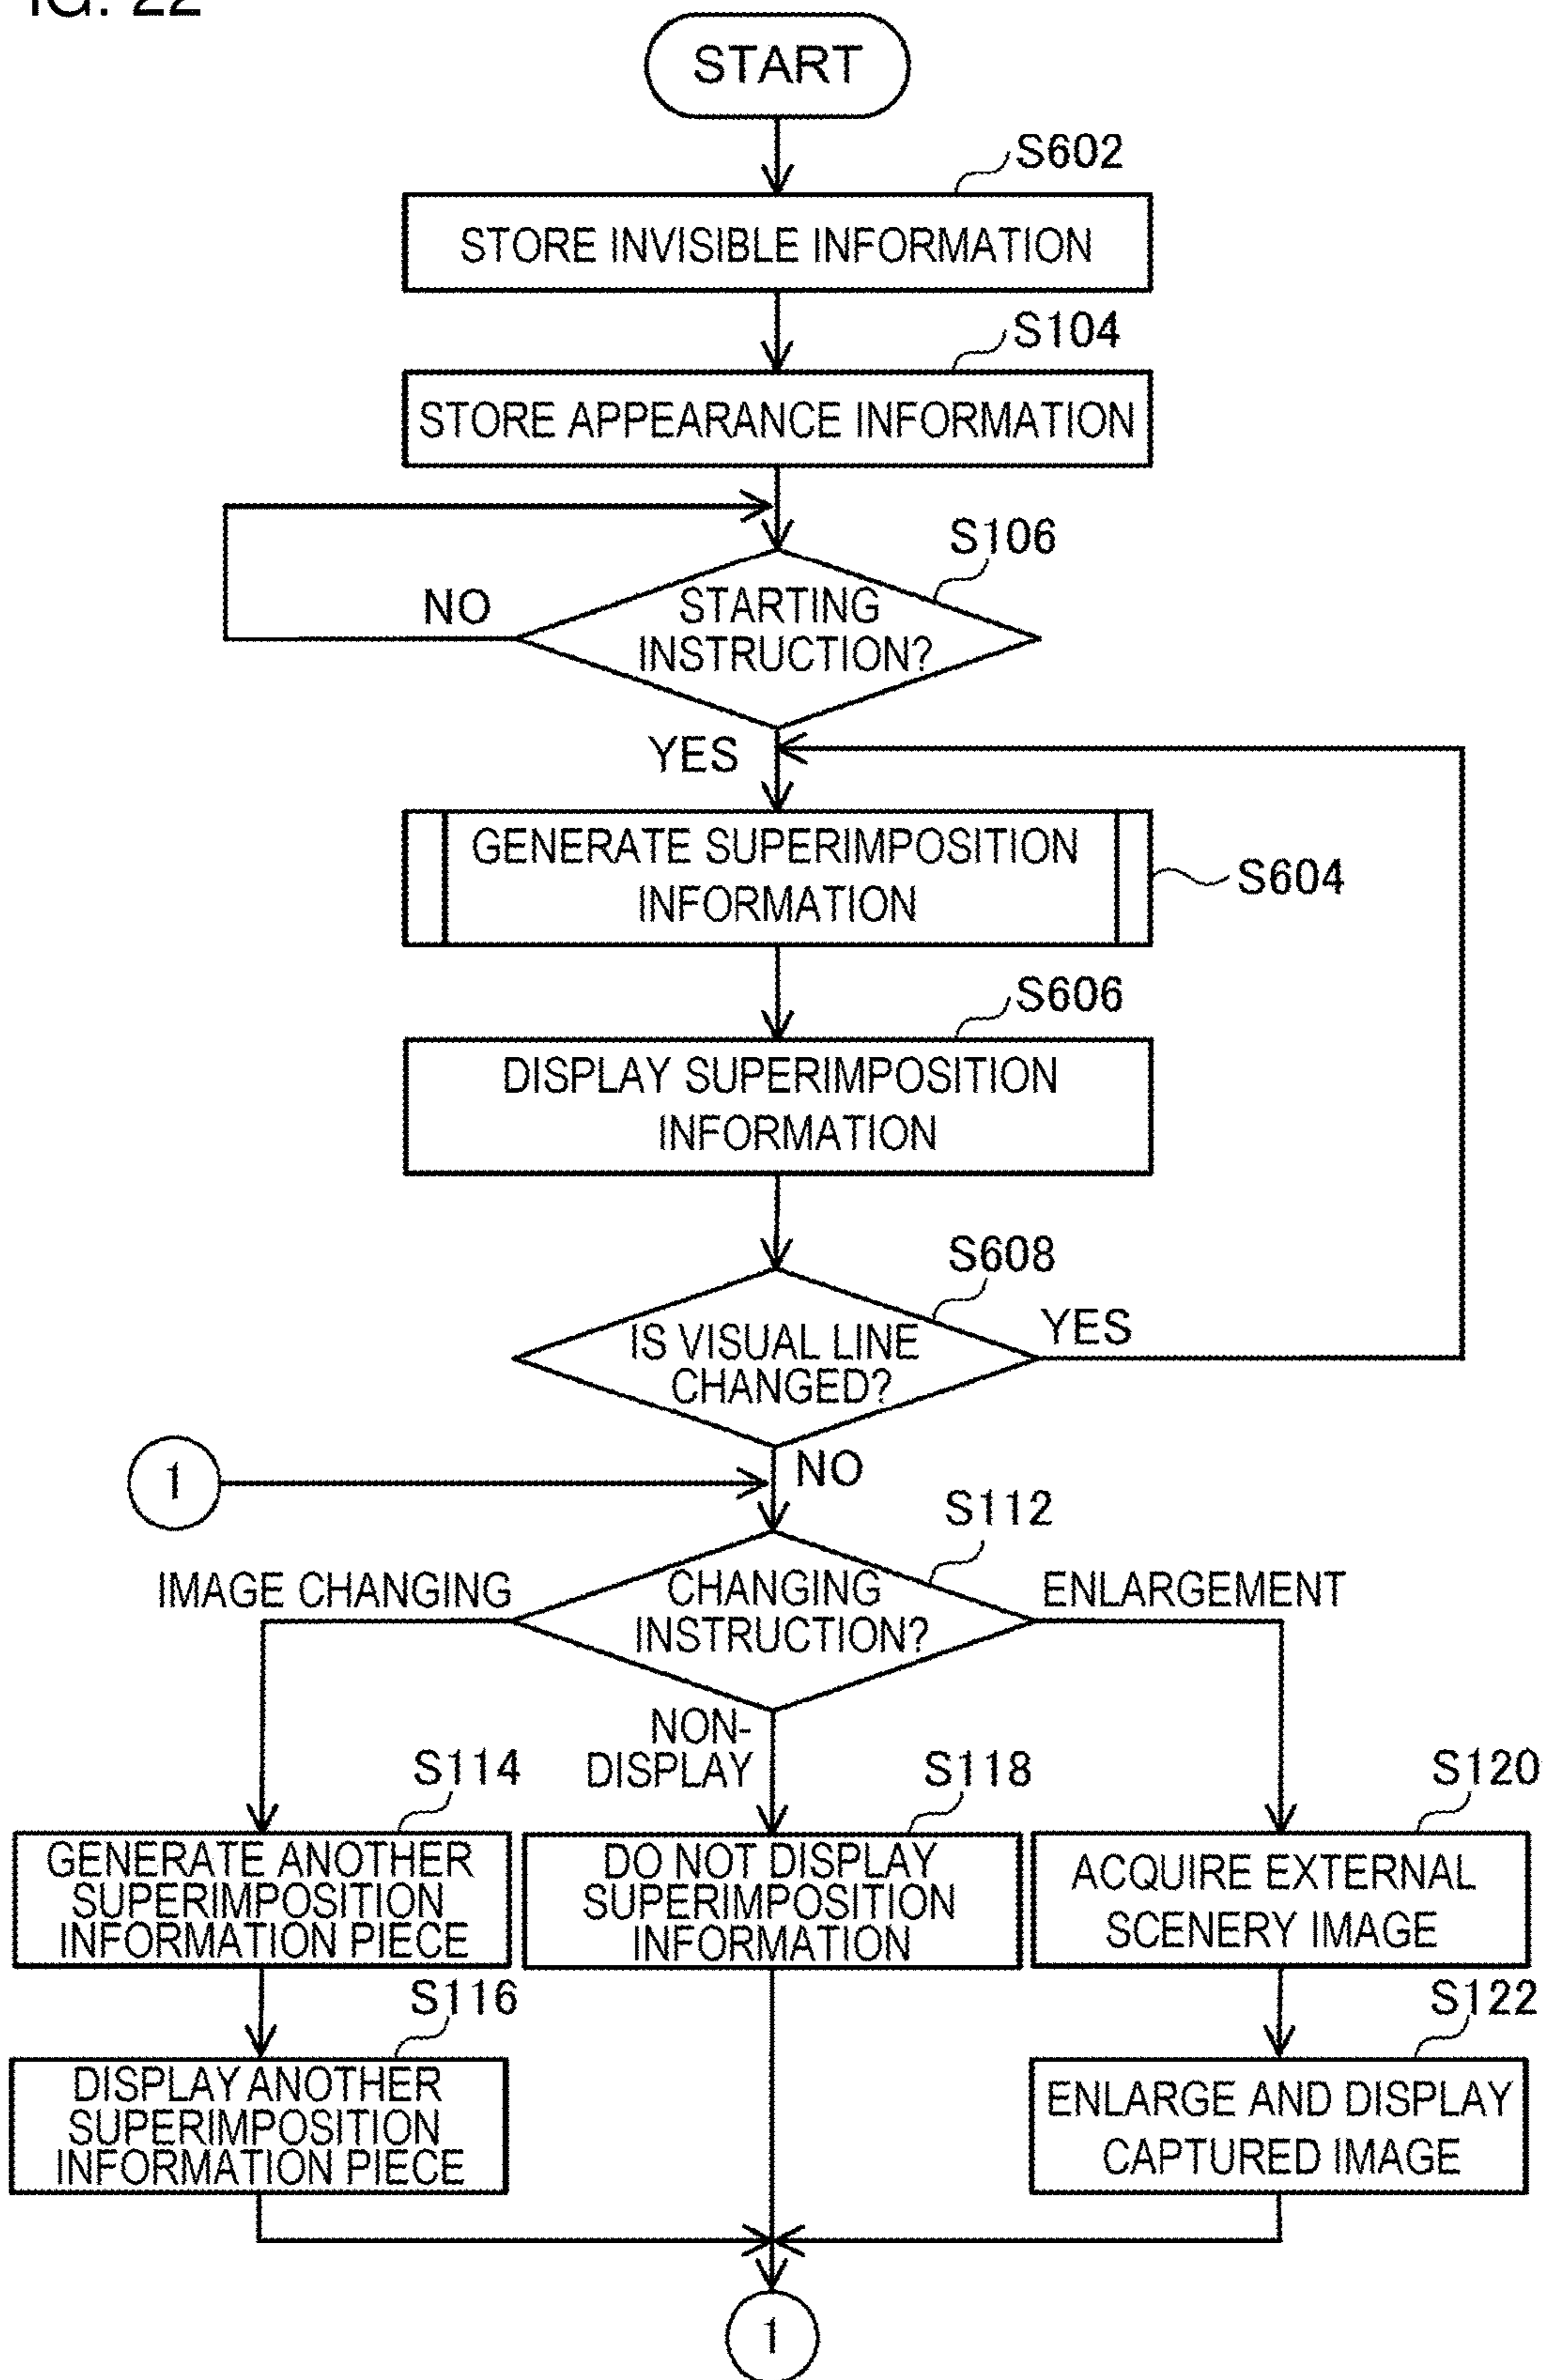 IG. 22
START
S602
STORE INVISIBLE INFORMATION
S104
STORE APPEARANCE INFORMATION
S106
STARTING
INSTRUCTION?
NO
YES
GENERATE SUPERIMPOSITION
INFORMATION
S604
S606
DISPLAY SUPERIMPOSITION
INFORMATION
S608
IS VISUAL LINE
CHANGED?
YES
NO
1
S112
CHANGING
INSTRUCTION?
IMAGE CHANGING
ENLARGEMENT
NON-
DISPLAY
S114
GENERATE ANOTHER
SUPERIMPOSITION
INFORMATION PIECE
S118
DO NOT DISPLAY
SUPERIMPOSITION
INFORMATION
S120
ACQUIRE EXTERNAL
SCENERY IMAGE
S116
DISPLAY ANOTHER
SUPERIMPOSITION
INFORMATION PIECE
S122
ENLARGE AND DISPLAY
CAPTURED IMAGE
1